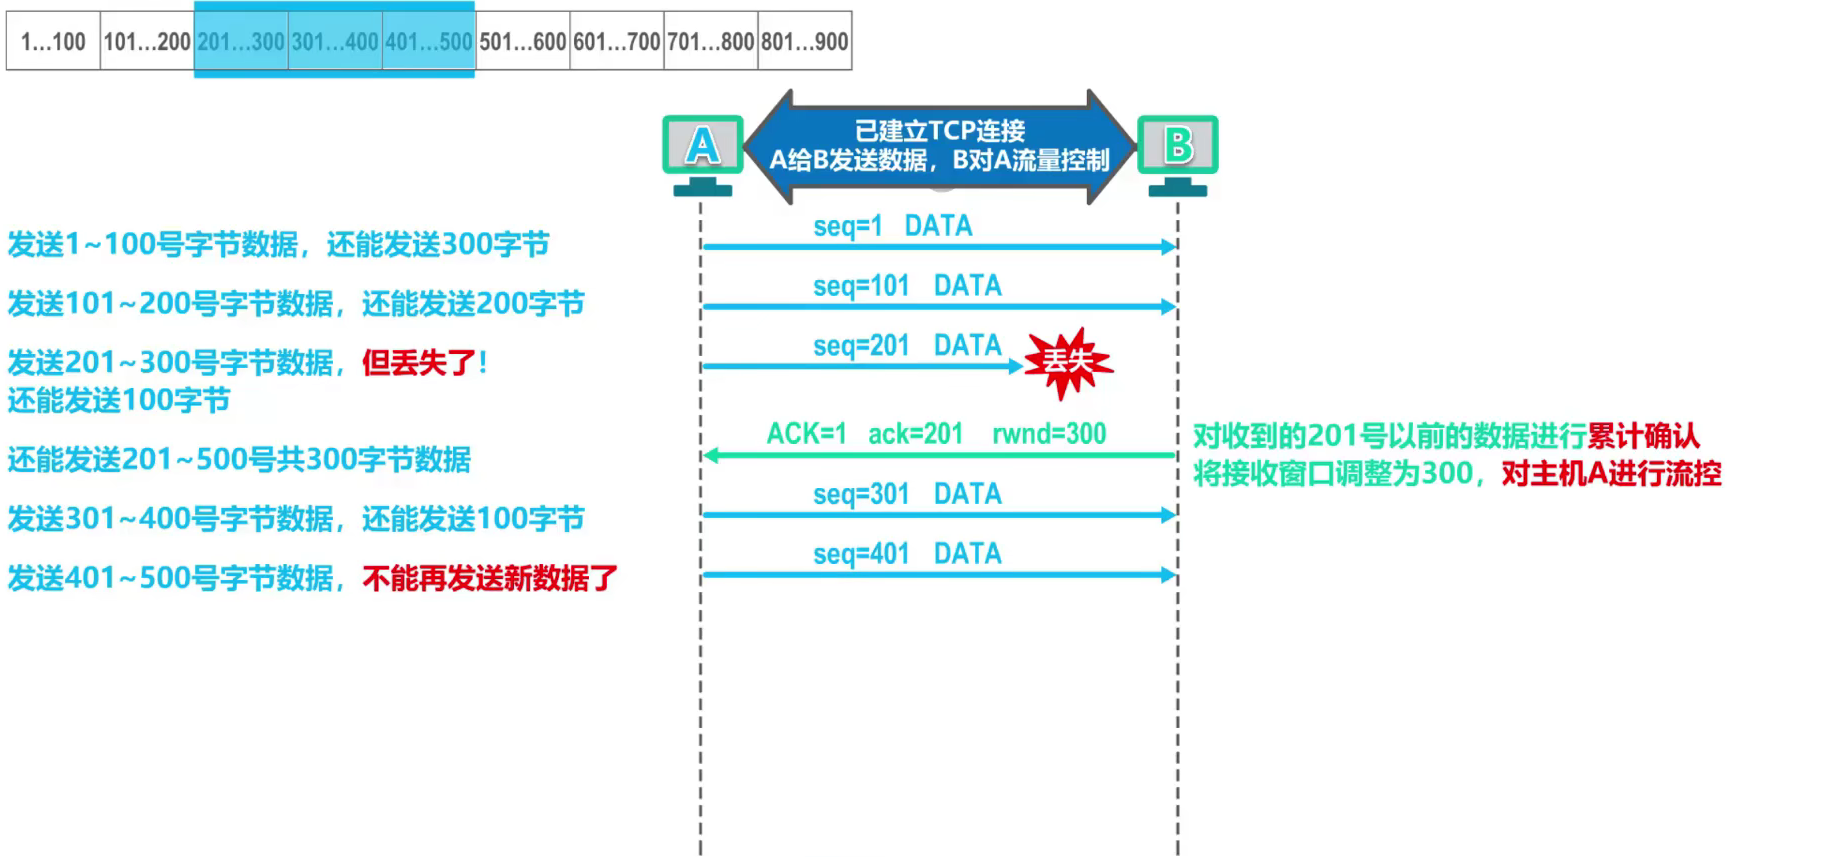 1...100 101...200 201...300 301...400 401...500 501...600 601...700 701...800 801...900
A
已建立TCP连接
A给B发送数据，B对A流量控制
B
seq=1 DATA
发送1~100号字节数据，还能发送300字节
seq=101 DATA
发送101~200号字节数据，还能发送200字节
seq=201 DATA
丢失
发送201~300号字节数据，但丢失了！
还能发送100字节
ACK=1 ack=201 rwnd=300
对收到的201号以前的数据进行累计确认
将接收窗口调整为300，对主机A进行流控
还能发送201~500号共300字节数据
seq=301 DATA
发送301~400号字节数据，还能发送100字节
seq=401 DATA
发送401~500号字节数据，不能再发送新数据了